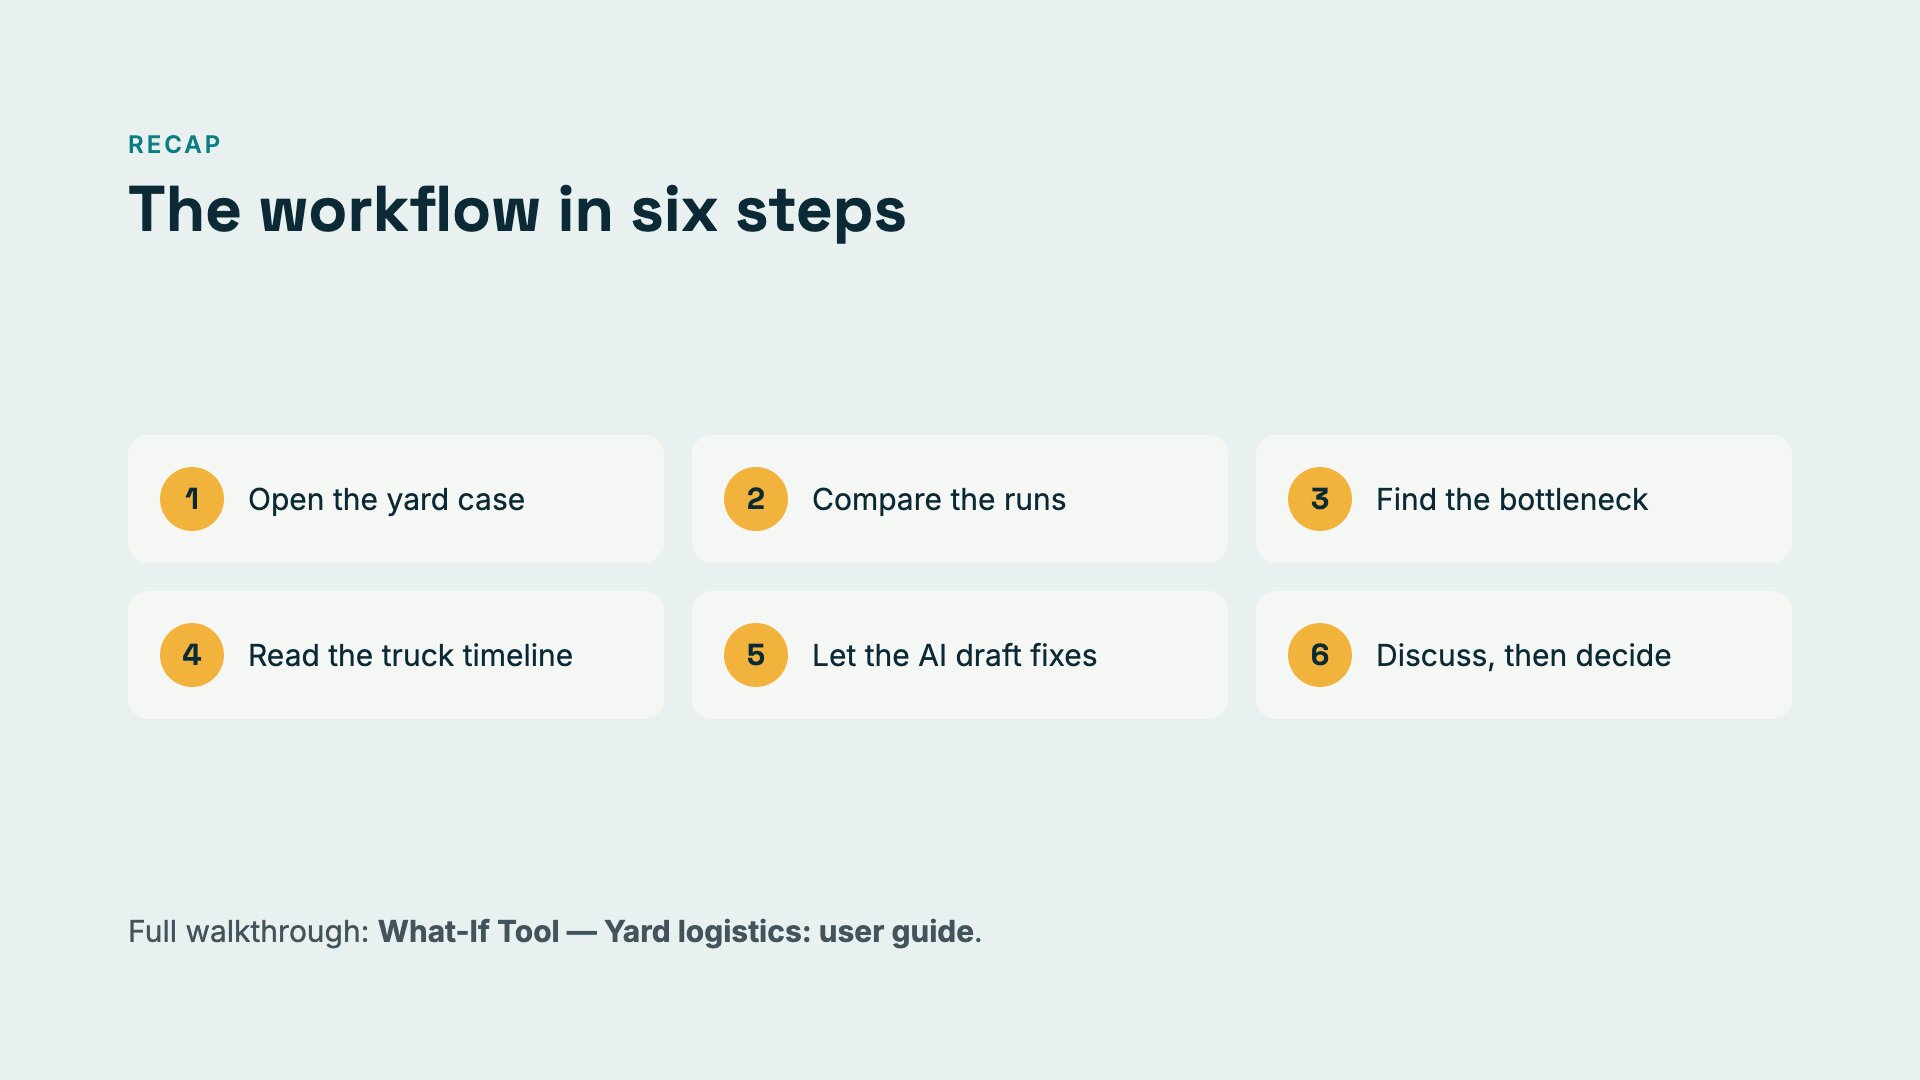 RECAP
The workflow in six steps
1 Open the yard case
2 Compare the runs
3 Find the bottleneck
4 Read the truck timeline
5 Let the AI draft fixes
6 Discuss, then decide
Full walkthrough: What-If Tool — Yard logistics: user guide.